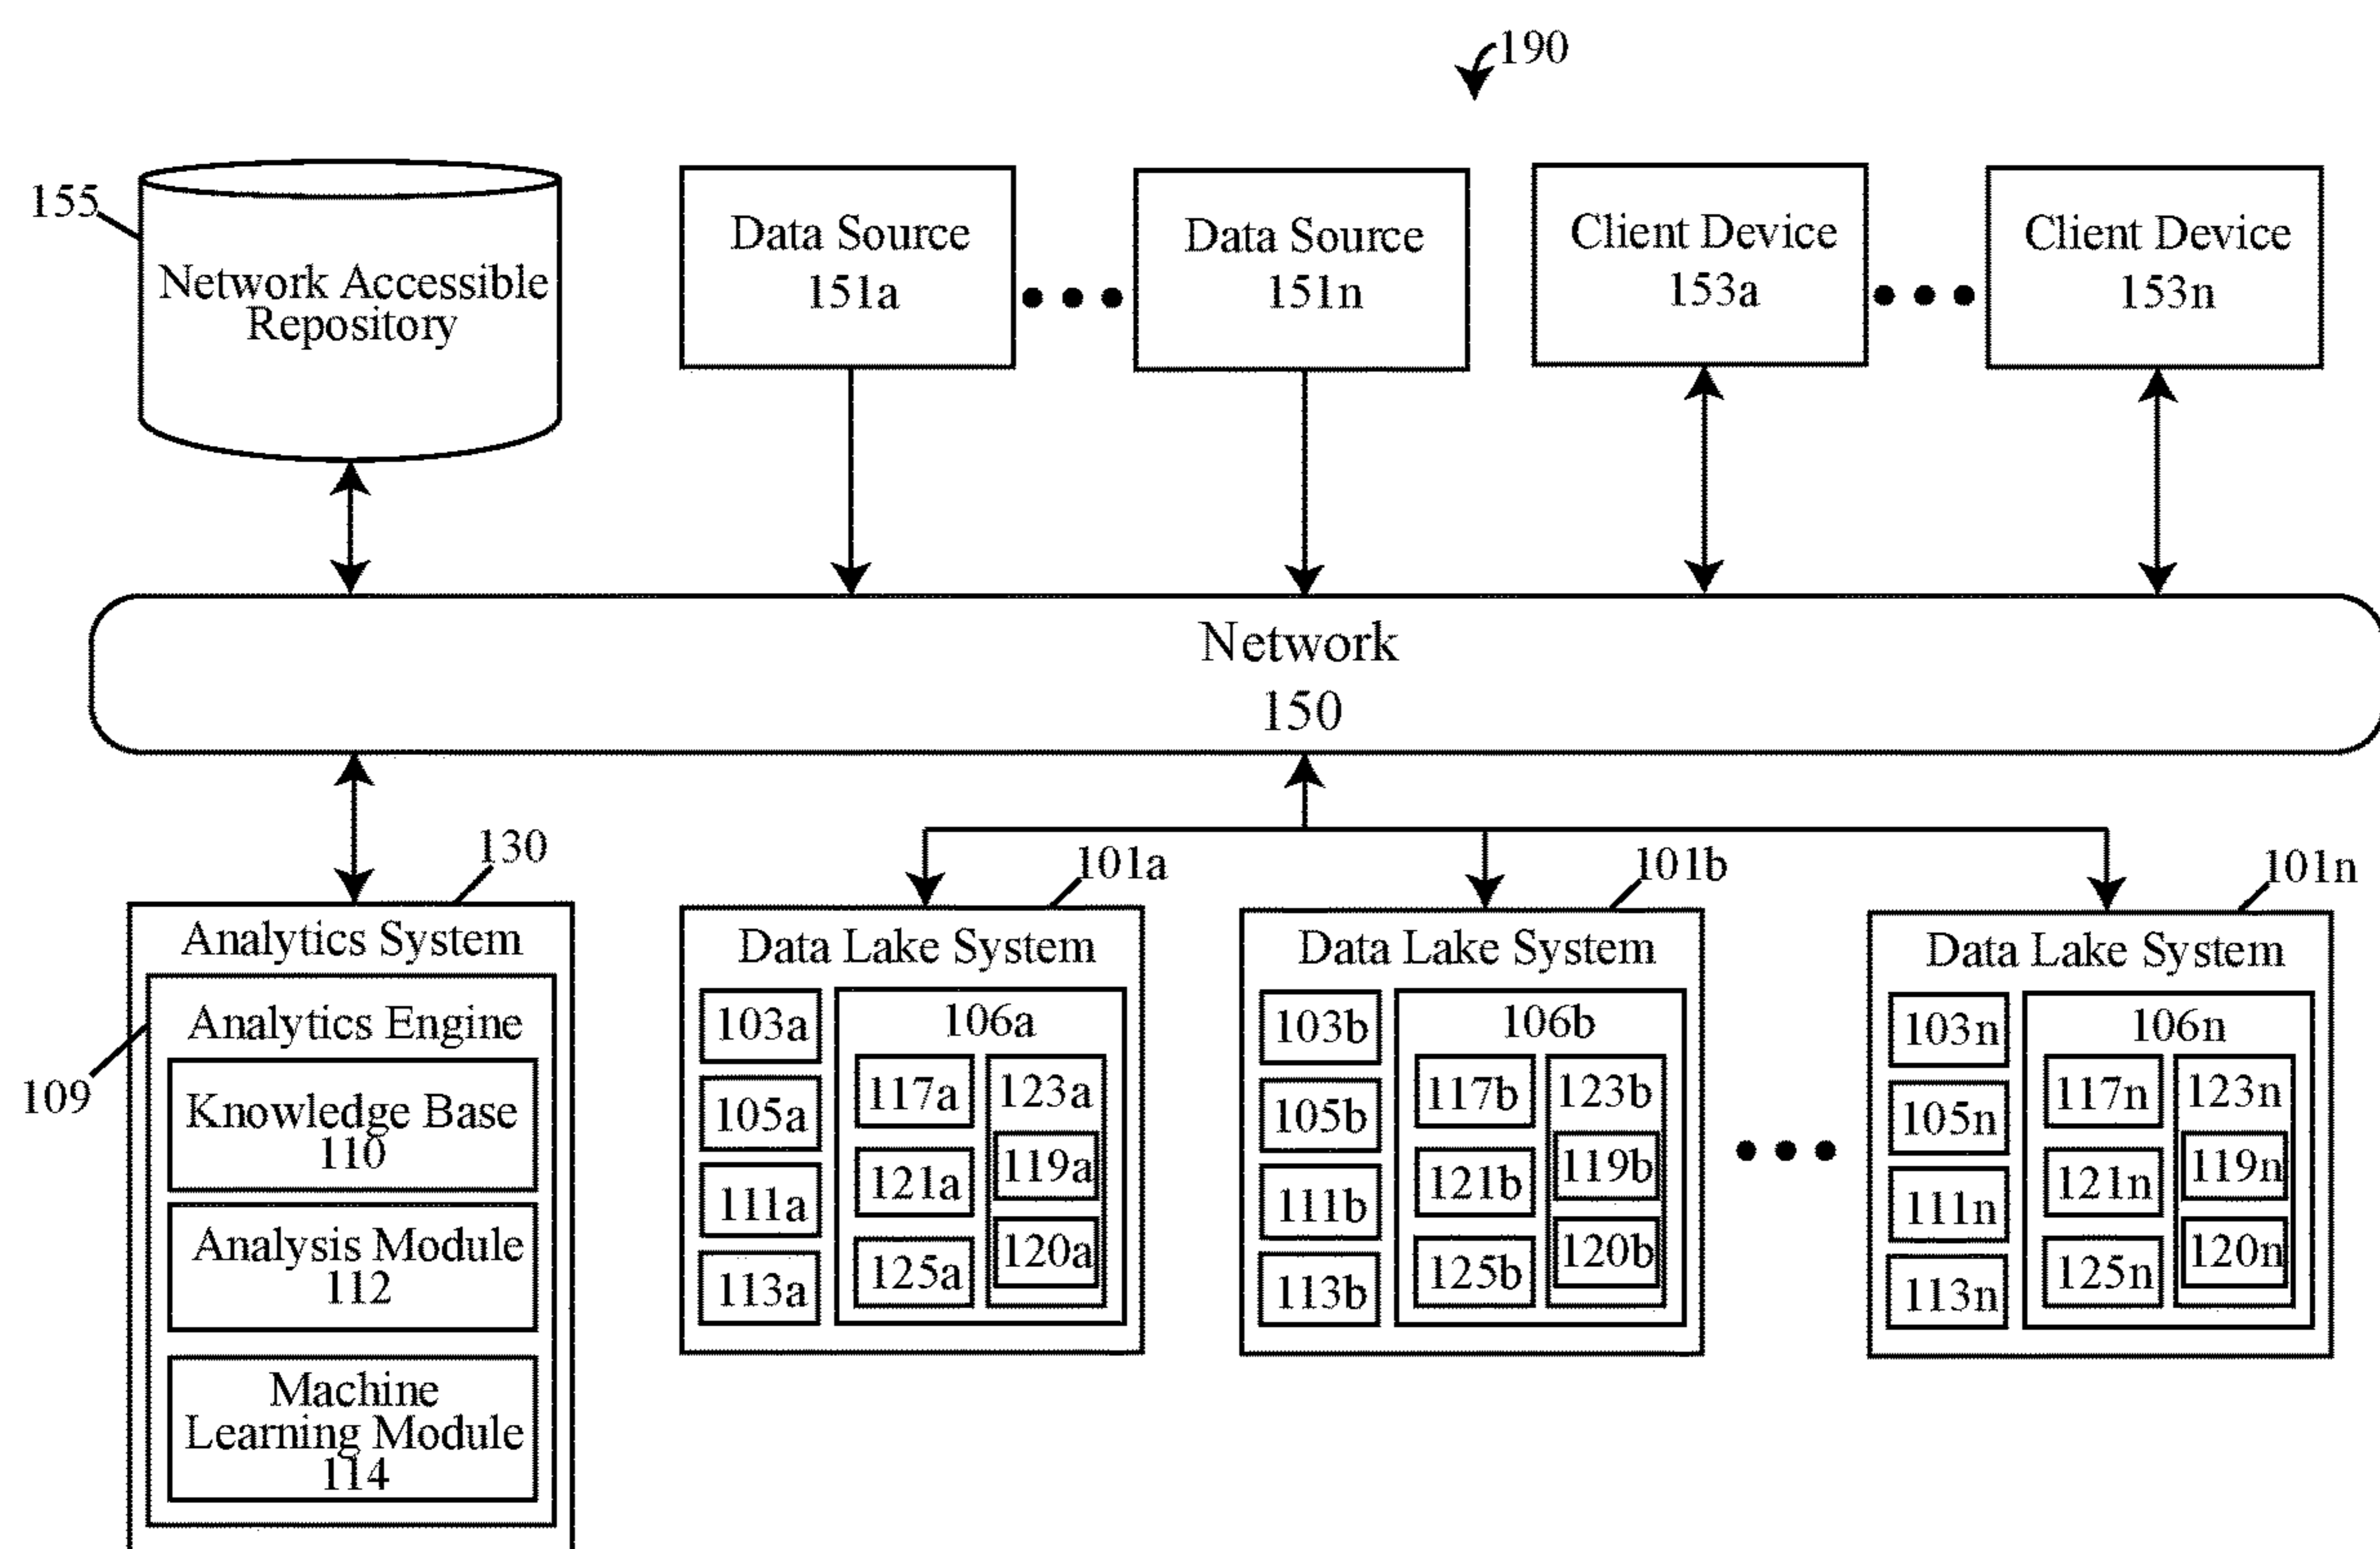 190
155
Network Accessible
Repository
Data Source
151a
Data Source
151n
Client Device
153a
Client Device
153n
Network
150
130
Analytics System
109
Analytics Engine
Knowledge Base
110
Analysis Module
112
Machine
Learning Module
114
101a
Data Lake System
103a
105a
111a
113a
106a
117a
121a
125a
123a
119a
120a
101b
Data Lake System
103b
105b
111b
113b
106b
117b
121b
125b
123b
119b
120b
101n
Data Lake System
103n
105n
111n
113n
106n
117n
121n
125n
123n
119n
120n